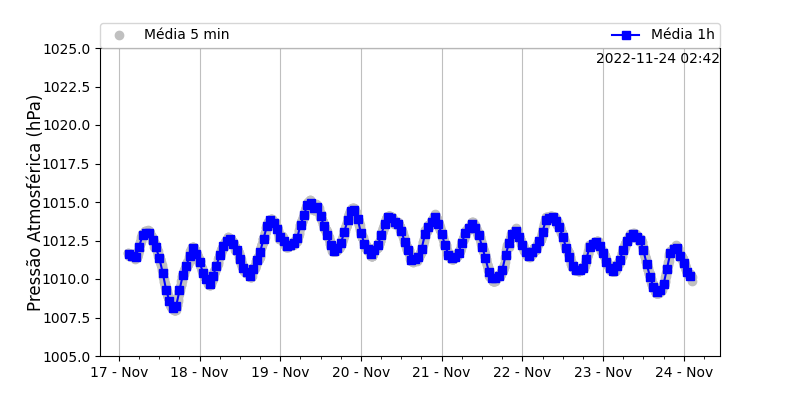 Média 5 min
Média 1h
2022-11-24 02:42
Pressão Atmosférica (hPa)
1025.0
1022.5
1020.0
1017.5
1015.0
1012.5
1010.0
1007.5
1005.0
17 - Nov
18 - Nov
19 - Nov
20 - Nov
21 - Nov
22 - Nov
23 - Nov
24 - Nov